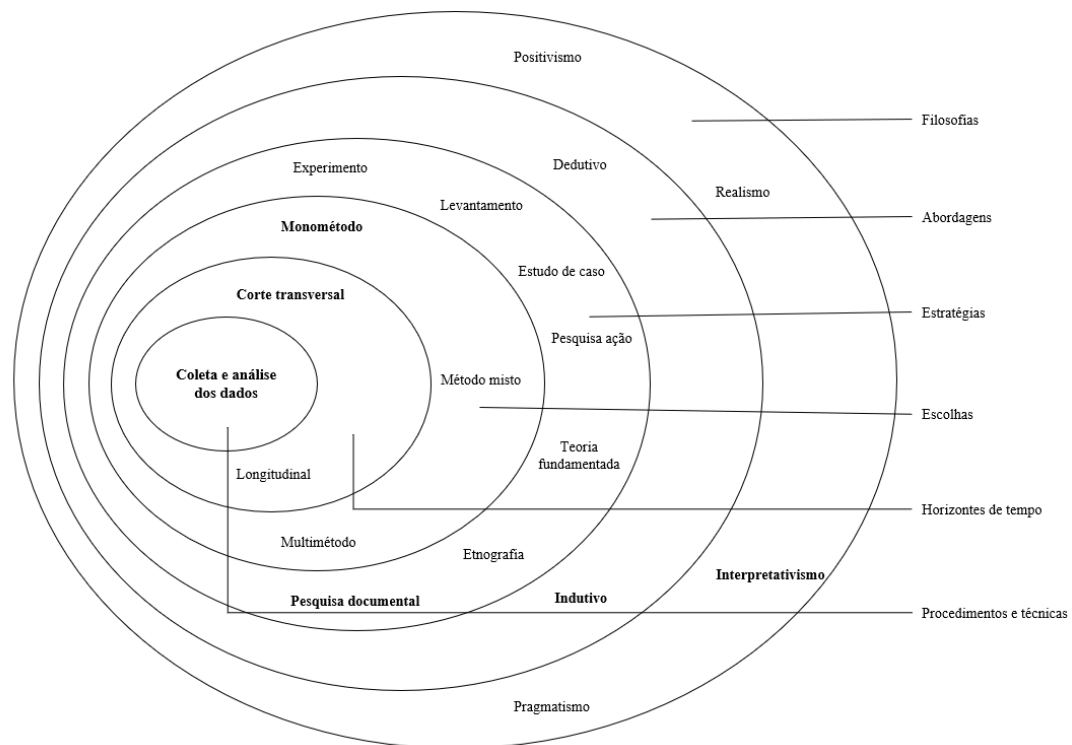 Positivismo
Filosofias
Experimento
Dedutivo
Realismo
Levantamento
Abordagens
Monométodo
Estudo de caso
Corte transversal
Estratégias
Pesquisa ação
Coleta e análise
dos dados
Método misto
Escolhas
Teoria
fundamentada
Longitudinal
Horizontes de tempo
Multimétodo
Etnografia
Interpretativismo
Pesquisa documental
Indutivo
Procedimentos e técnicas
Pragmatismo